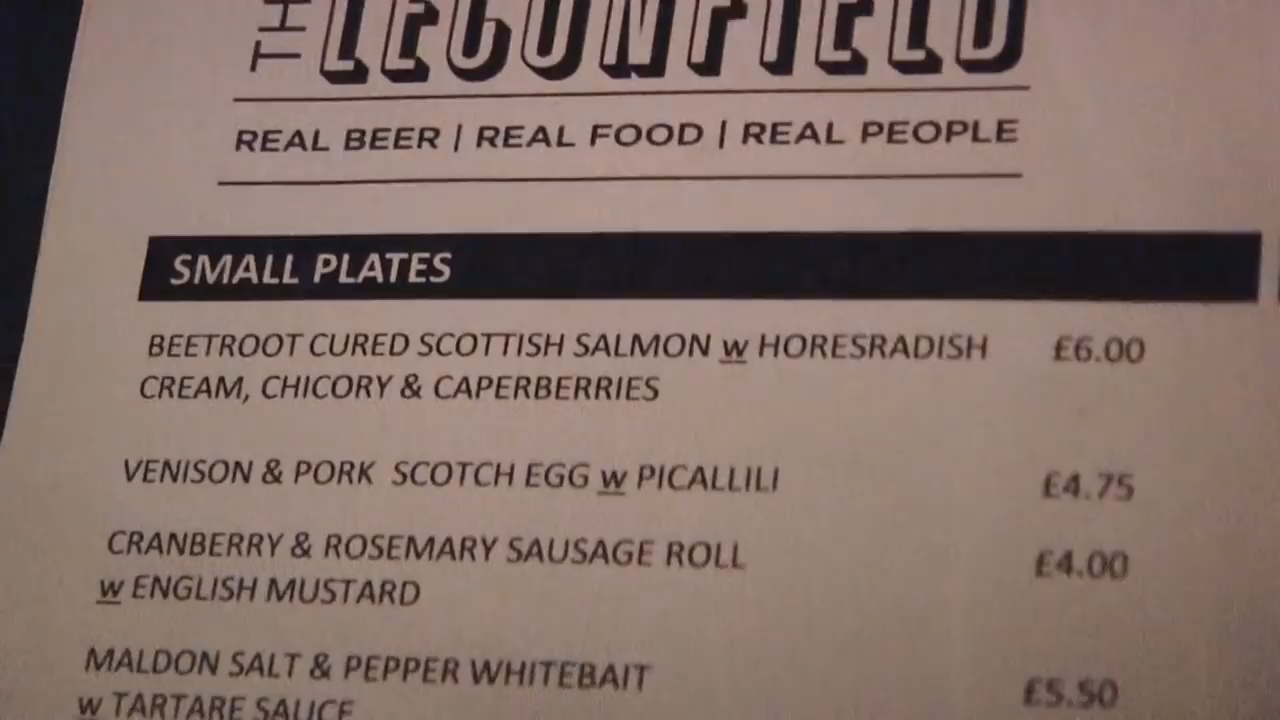 THE LECONFIELD
REAL BEER | REAL FOOD | REAL PEOPLE
SMALL PLATES
BEETROOT CURED SCOTTISH SALMON w HORESRADISH £6.00
CREAM, CHICORY & CAPERBERRIES
VENISON & PORK SCOTCH EGG w PICALLILI £4.75
CRANBERRY & ROSEMARY SAUSAGE ROLL £4.00
w ENGLISH MUSTARD
MALDON SALT & PEPPER WHITEBAIT £5.50
w TARTARE SAUCE